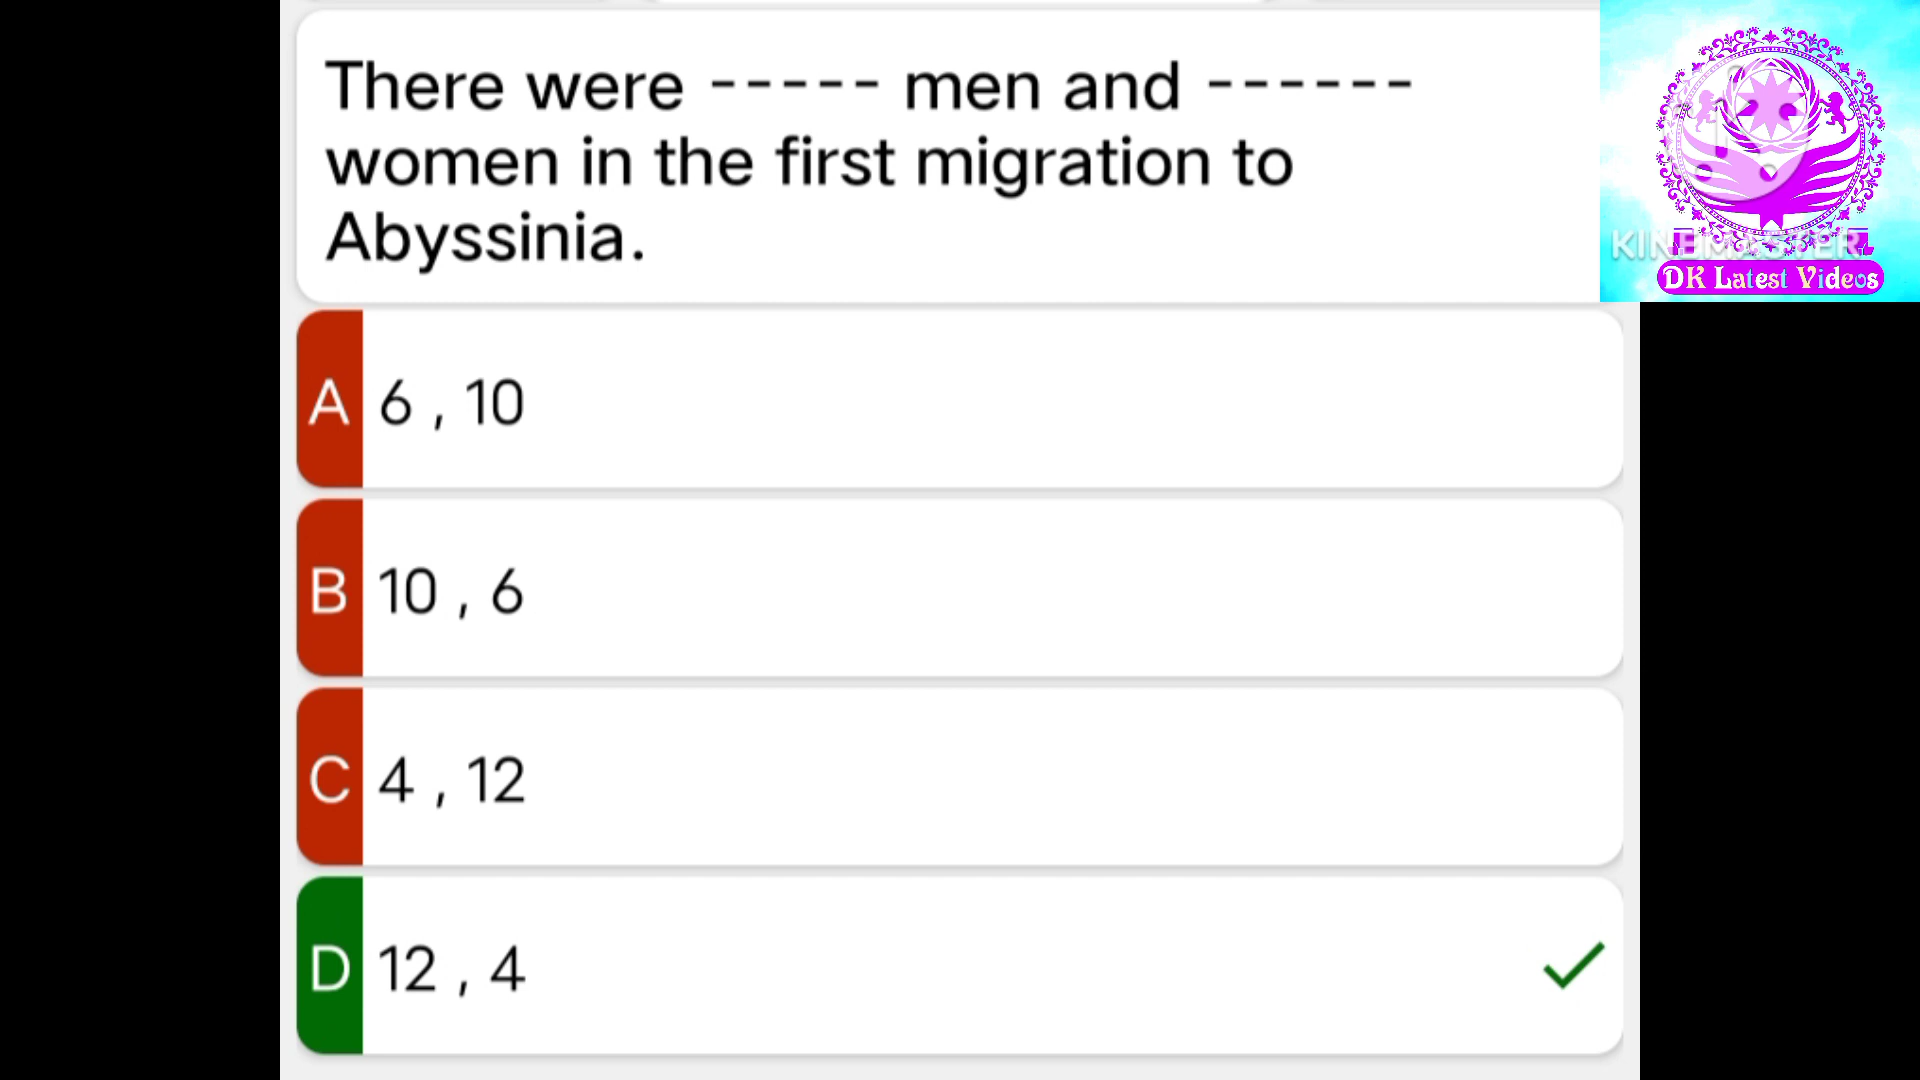 There were ----- men and ------
women in the first migration to
Abyssinia.
A 6 , 10
B 10 , 6
C 4 , 12
D 12 , 4
KINEMASTER
DK Latest Videos